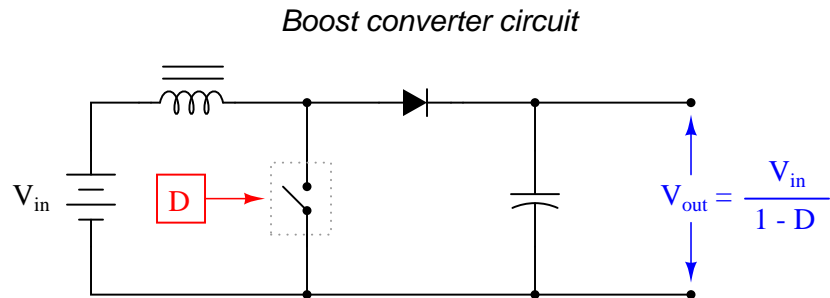 Boost converter circuit
V_in
D
V_out = V_in / (1 - D)